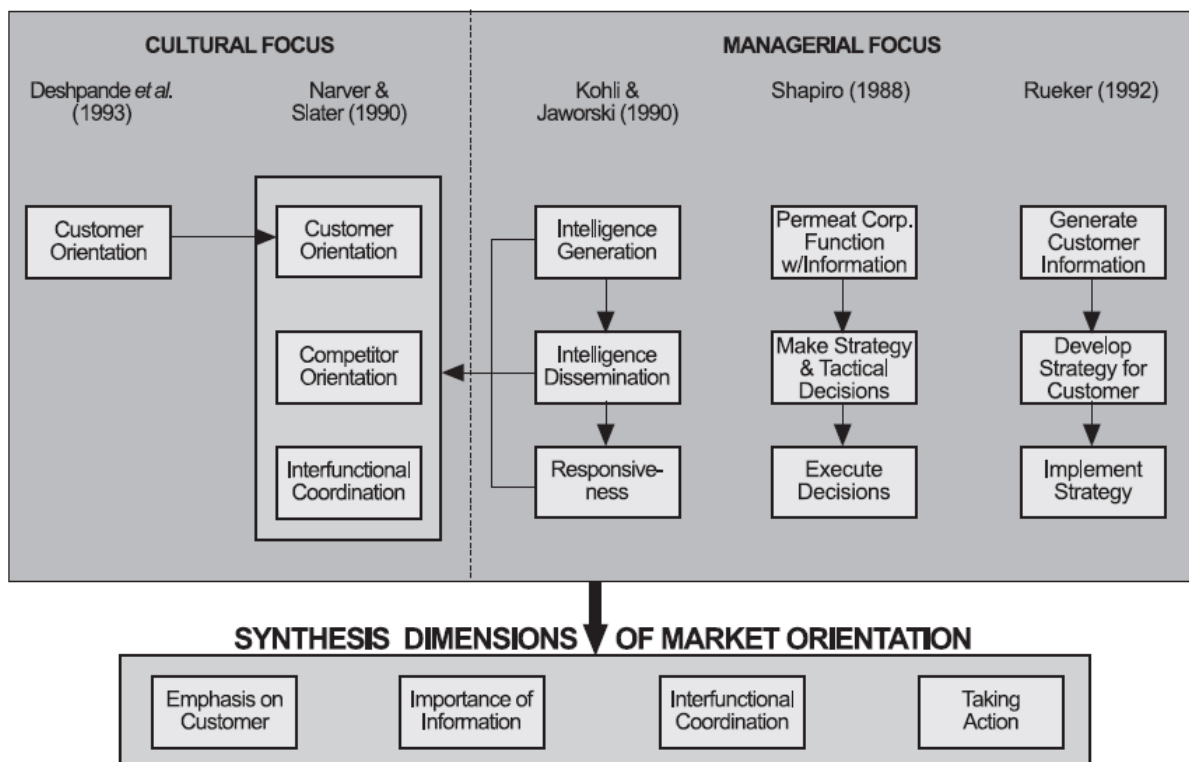 CULTURAL FOCUS
MANAGERIAL FOCUS
Deshpande et al.
(1993)
Narver &
Slater (1990)
Kohli &
Jaworski (1990)
Shapiro (1988)
Rueker (1992)
Customer
Orientation
Customer
Orientation
Competitor
Orientation
Interfunctional
Coordination
Intelligence
Generation
Intelligence
Dissemination
Responsive-
ness
Permeat Corp.
Function
w/Information
Make Strategy
& Tactical
Decisions
Execute
Decisions
Generate
Customer
Information
Develop
Strategy for
Customer
Implement
Strategy
SYNTHESIS DIMENSIONS OF MARKET ORIENTATION
Emphasis on
Customer
Importance of
Information
Interfunctional
Coordination
Taking
Action